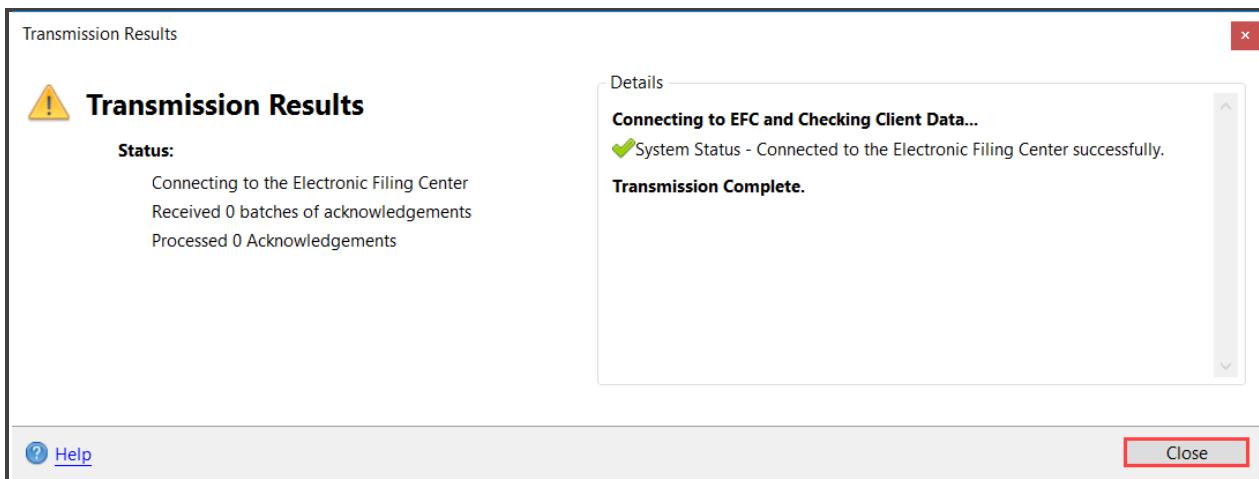 Transmission Results
Transmission Results
Status:
Connecting to the Electronic Filing Center
Received 0 batches of acknowledgements
Processed 0 Acknowledgements
Details
Connecting to EFC and Checking Client Data...
System Status - Connected to the Electronic Filing Center successfully.
Transmission Complete.
Help
Close